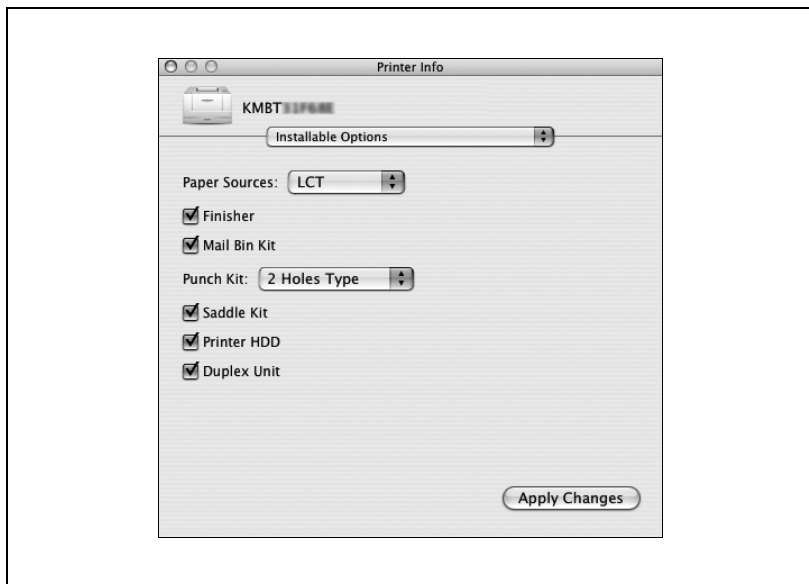 Printer Info
KMBT
Installable Options
Paper Sources: LCT
Finisher
Mail Bin Kit
Punch Kit: 2 Holes Type
Saddle Kit
Printer HDD
Duplex Unit
Apply Changes